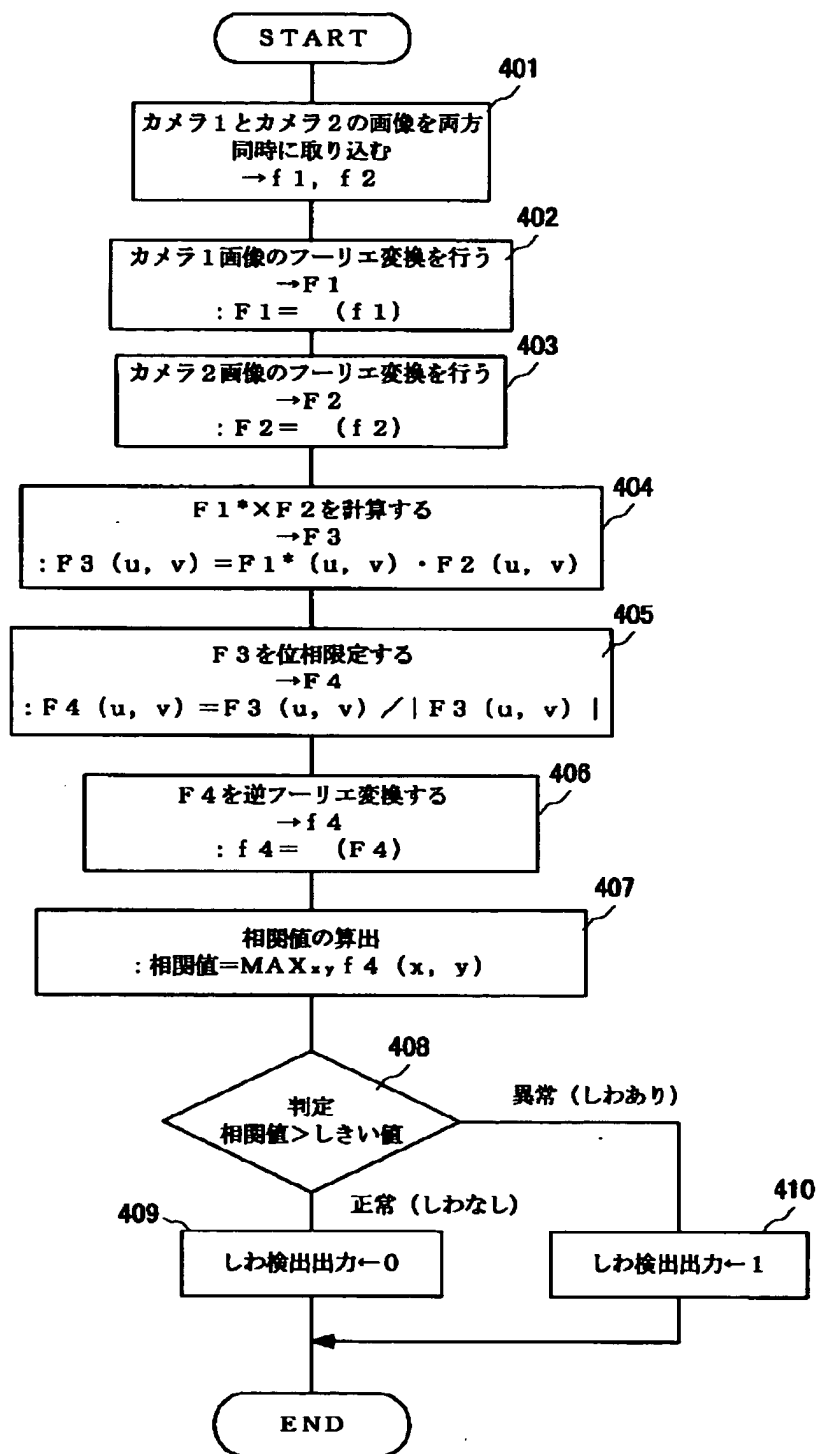 START
401
カメラ1とカメラ2の画像を両方
同時に取り込む
→f1, f2
402
カメラ1画像のフーリエ変換を行う
→F1
:F1=　(f1)
403
カメラ2画像のフーリエ変換を行う
→F2
:F2=　(f2)
404
F1*×F2を計算する
→F3
:F3(u, v)=F1*(u, v)・F2(u, v)
405
F3を位相限定する
→F4
:F4(u, v)=F3(u, v)/|F3(u, v)|
406
F4を逆フーリエ変換する
→f4
:f4=　(F4)
407
相関値の算出
:相関値=MAXxyf4(x, y)
408
判定
相関値>しきい値
異常(しわあり)
正常(しわなし)
409
しわ検出出力←0
410
しわ検出出力←1
END